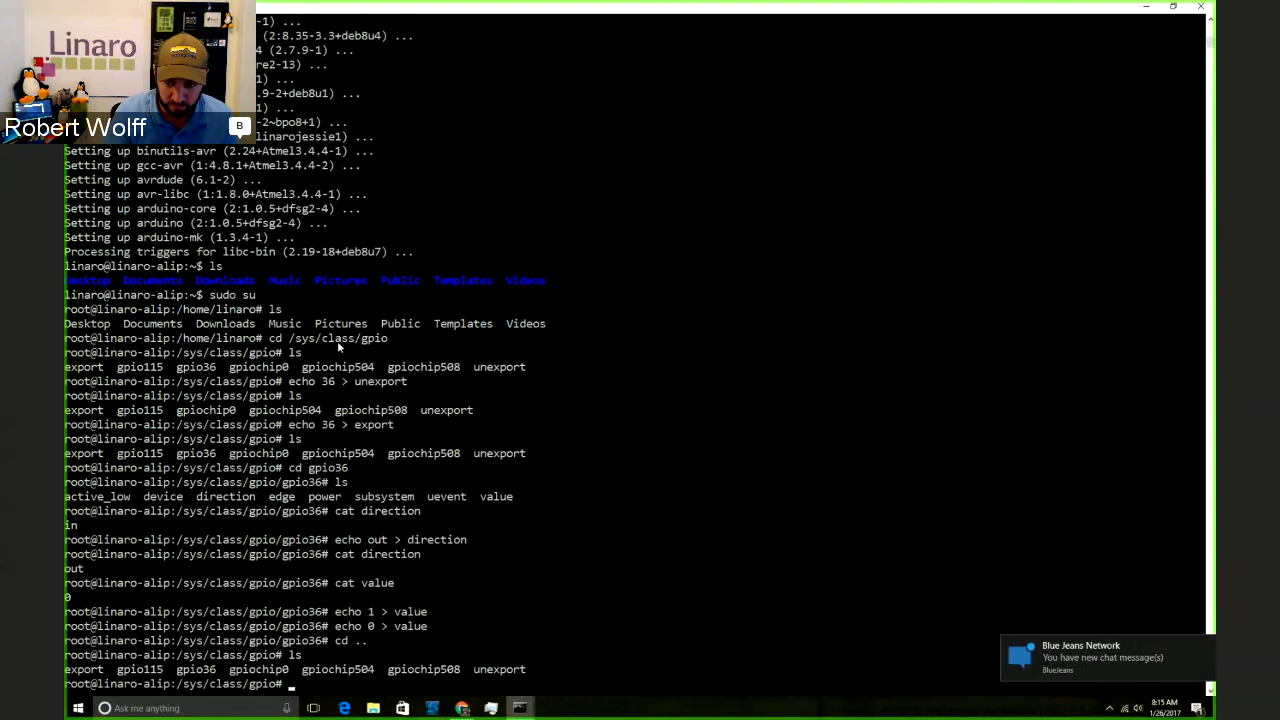 -1) ...
(2:8.35-3.3+deb8u4) ...
4 (2.7.9-1) ...
re2-13) ...
-1) ...
.9-2+deb8u1) ...
-1) ...
-2~bpo8+1) ...
linarojessie1) ...
Linaro
Robert Wolff
B
Setting up binutils-avr (2.24+Atmel3.4.4-1) ...
Setting up gcc-avr (1:4.8.1+Atmel3.4.4-2) ...
Setting up avrdude (6.1-2) ...
Setting up avr-libc (1:1.8.0+Atmel3.4.4-1) ...
Setting up arduino-core (2:1.0.5+dfsg2-4) ...
Setting up arduino (2:1.0.5+dfsg2-4) ...
Setting up arduino-mk (1.3.4-1) ...
Processing triggers for libc-bin (2.19-18+deb8u7) ...
linaro@linaro-alip:~$ ls
Desktop Documents Downloads Music Pictures Public Templates Videos
linaro@linaro-alip:~$ sudo su
root@linaro-alip:/home/linaro# ls
Desktop Documents Downloads Music Pictures Public Templates Videos
root@linaro-alip:/home/linaro# cd /sys/class/gpio
root@linaro-alip:/sys/class/gpio# ls
export gpio115 gpio36 gpiochip0 gpiochip504 gpiochip508 unexport
root@linaro-alip:/sys/class/gpio# echo 36 > unexport
root@linaro-alip:/sys/class/gpio# ls
export gpio115 gpiochip0 gpiochip504 gpiochip508 unexport
root@linaro-alip:/sys/class/gpio# echo 36 > export
root@linaro-alip:/sys/class/gpio# ls
export gpio115 gpio36 gpiochip0 gpiochip504 gpiochip508 unexport
root@linaro-alip:/sys/class/gpio# cd gpio36
root@linaro-alip:/sys/class/gpio/gpio36# ls
active_low device direction edge power subsystem uevent value
root@linaro-alip:/sys/class/gpio/gpio36# cat direction
in
root@linaro-alip:/sys/class/gpio/gpio36# echo out > direction
root@linaro-alip:/sys/class/gpio/gpio36# cat direction
out
root@linaro-alip:/sys/class/gpio/gpio36# cat value
0
root@linaro-alip:/sys/class/gpio/gpio36# echo 1 > value
root@linaro-alip:/sys/class/gpio/gpio36# echo 0 > value
root@linaro-alip:/sys/class/gpio/gpio36# cd ..
root@linaro-alip:/sys/class/gpio# ls
export gpio115 gpio36 gpiochip0 gpiochip504 gpiochip508 unexport
root@linaro-alip:/sys/class/gpio#
Blue Jeans Network
You have new chat message(s)
BlueJeans
Ask me anything
8:15 AM
1/26/2017